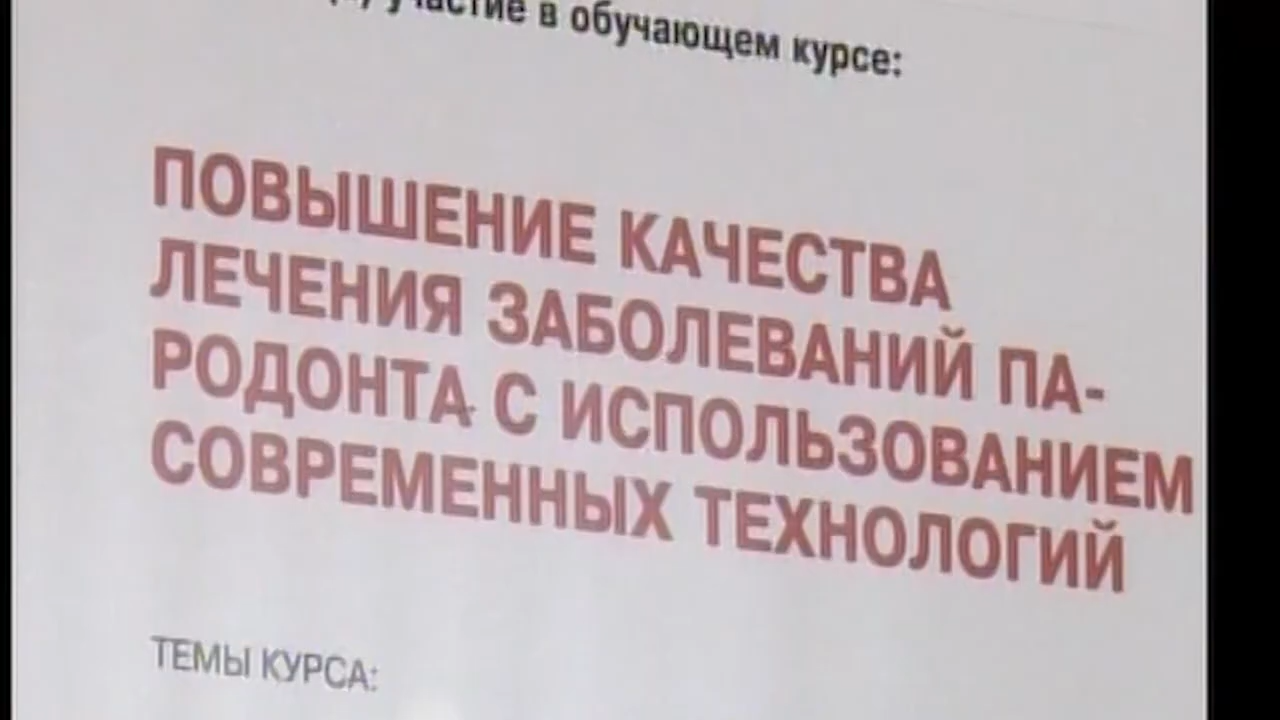 участие в обучающем курсе:
ПОВЫШЕНИЕ КАЧЕСТВА
ЛЕЧЕНИЯ ЗАБОЛЕВАНИЙ ПА-
РОДОНТА С ИСПОЛЬЗОВАНИЕМ
СОВРЕМЕННЫХ ТЕХНОЛОГИЙ
ТЕМЫ КУРСА: